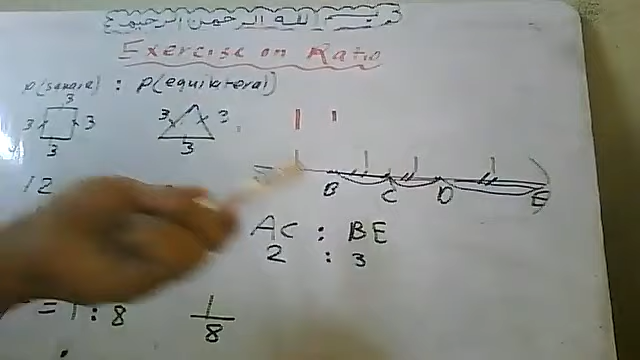 بسم الله الرحمن الرحيم
Exercise on Ratio
P(square) : P(equilateral)
3 3 3 3
3 3 3
12
B C D E
AC : BE
2 : 3
= 1 : 8
1
8